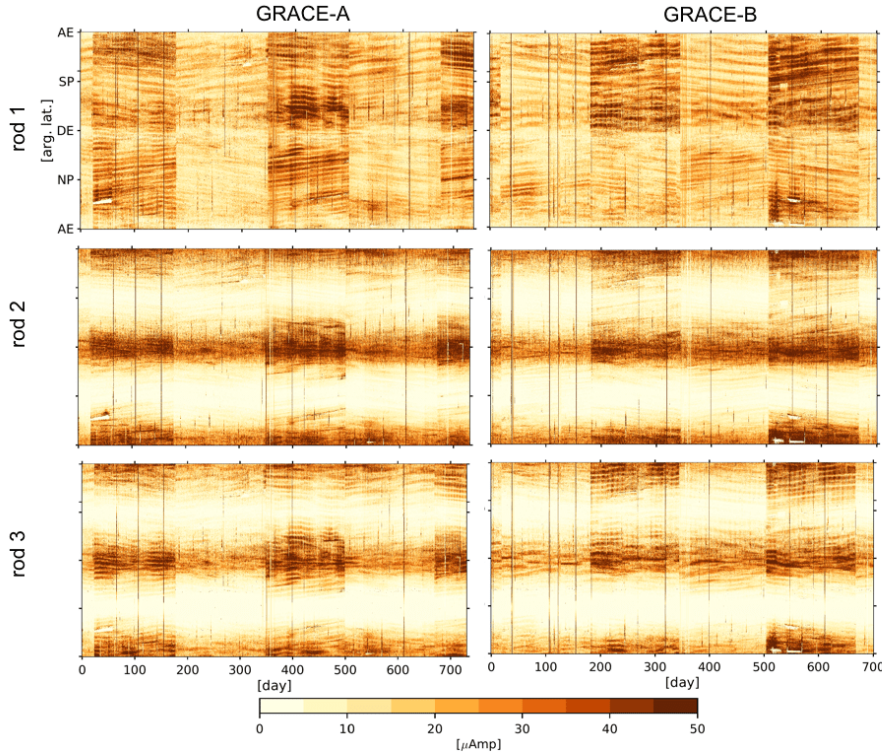 GRACE-A
GRACE-B
rod 1
[arg. lat.]
AE
SP
DE
NP
AE
rod 2
rod 3
0 100 200 300 400 500 600 700
[day]
0 100 200 300 400 500 600 700
[day]
0 10 20 30 40 50
[μAmp]